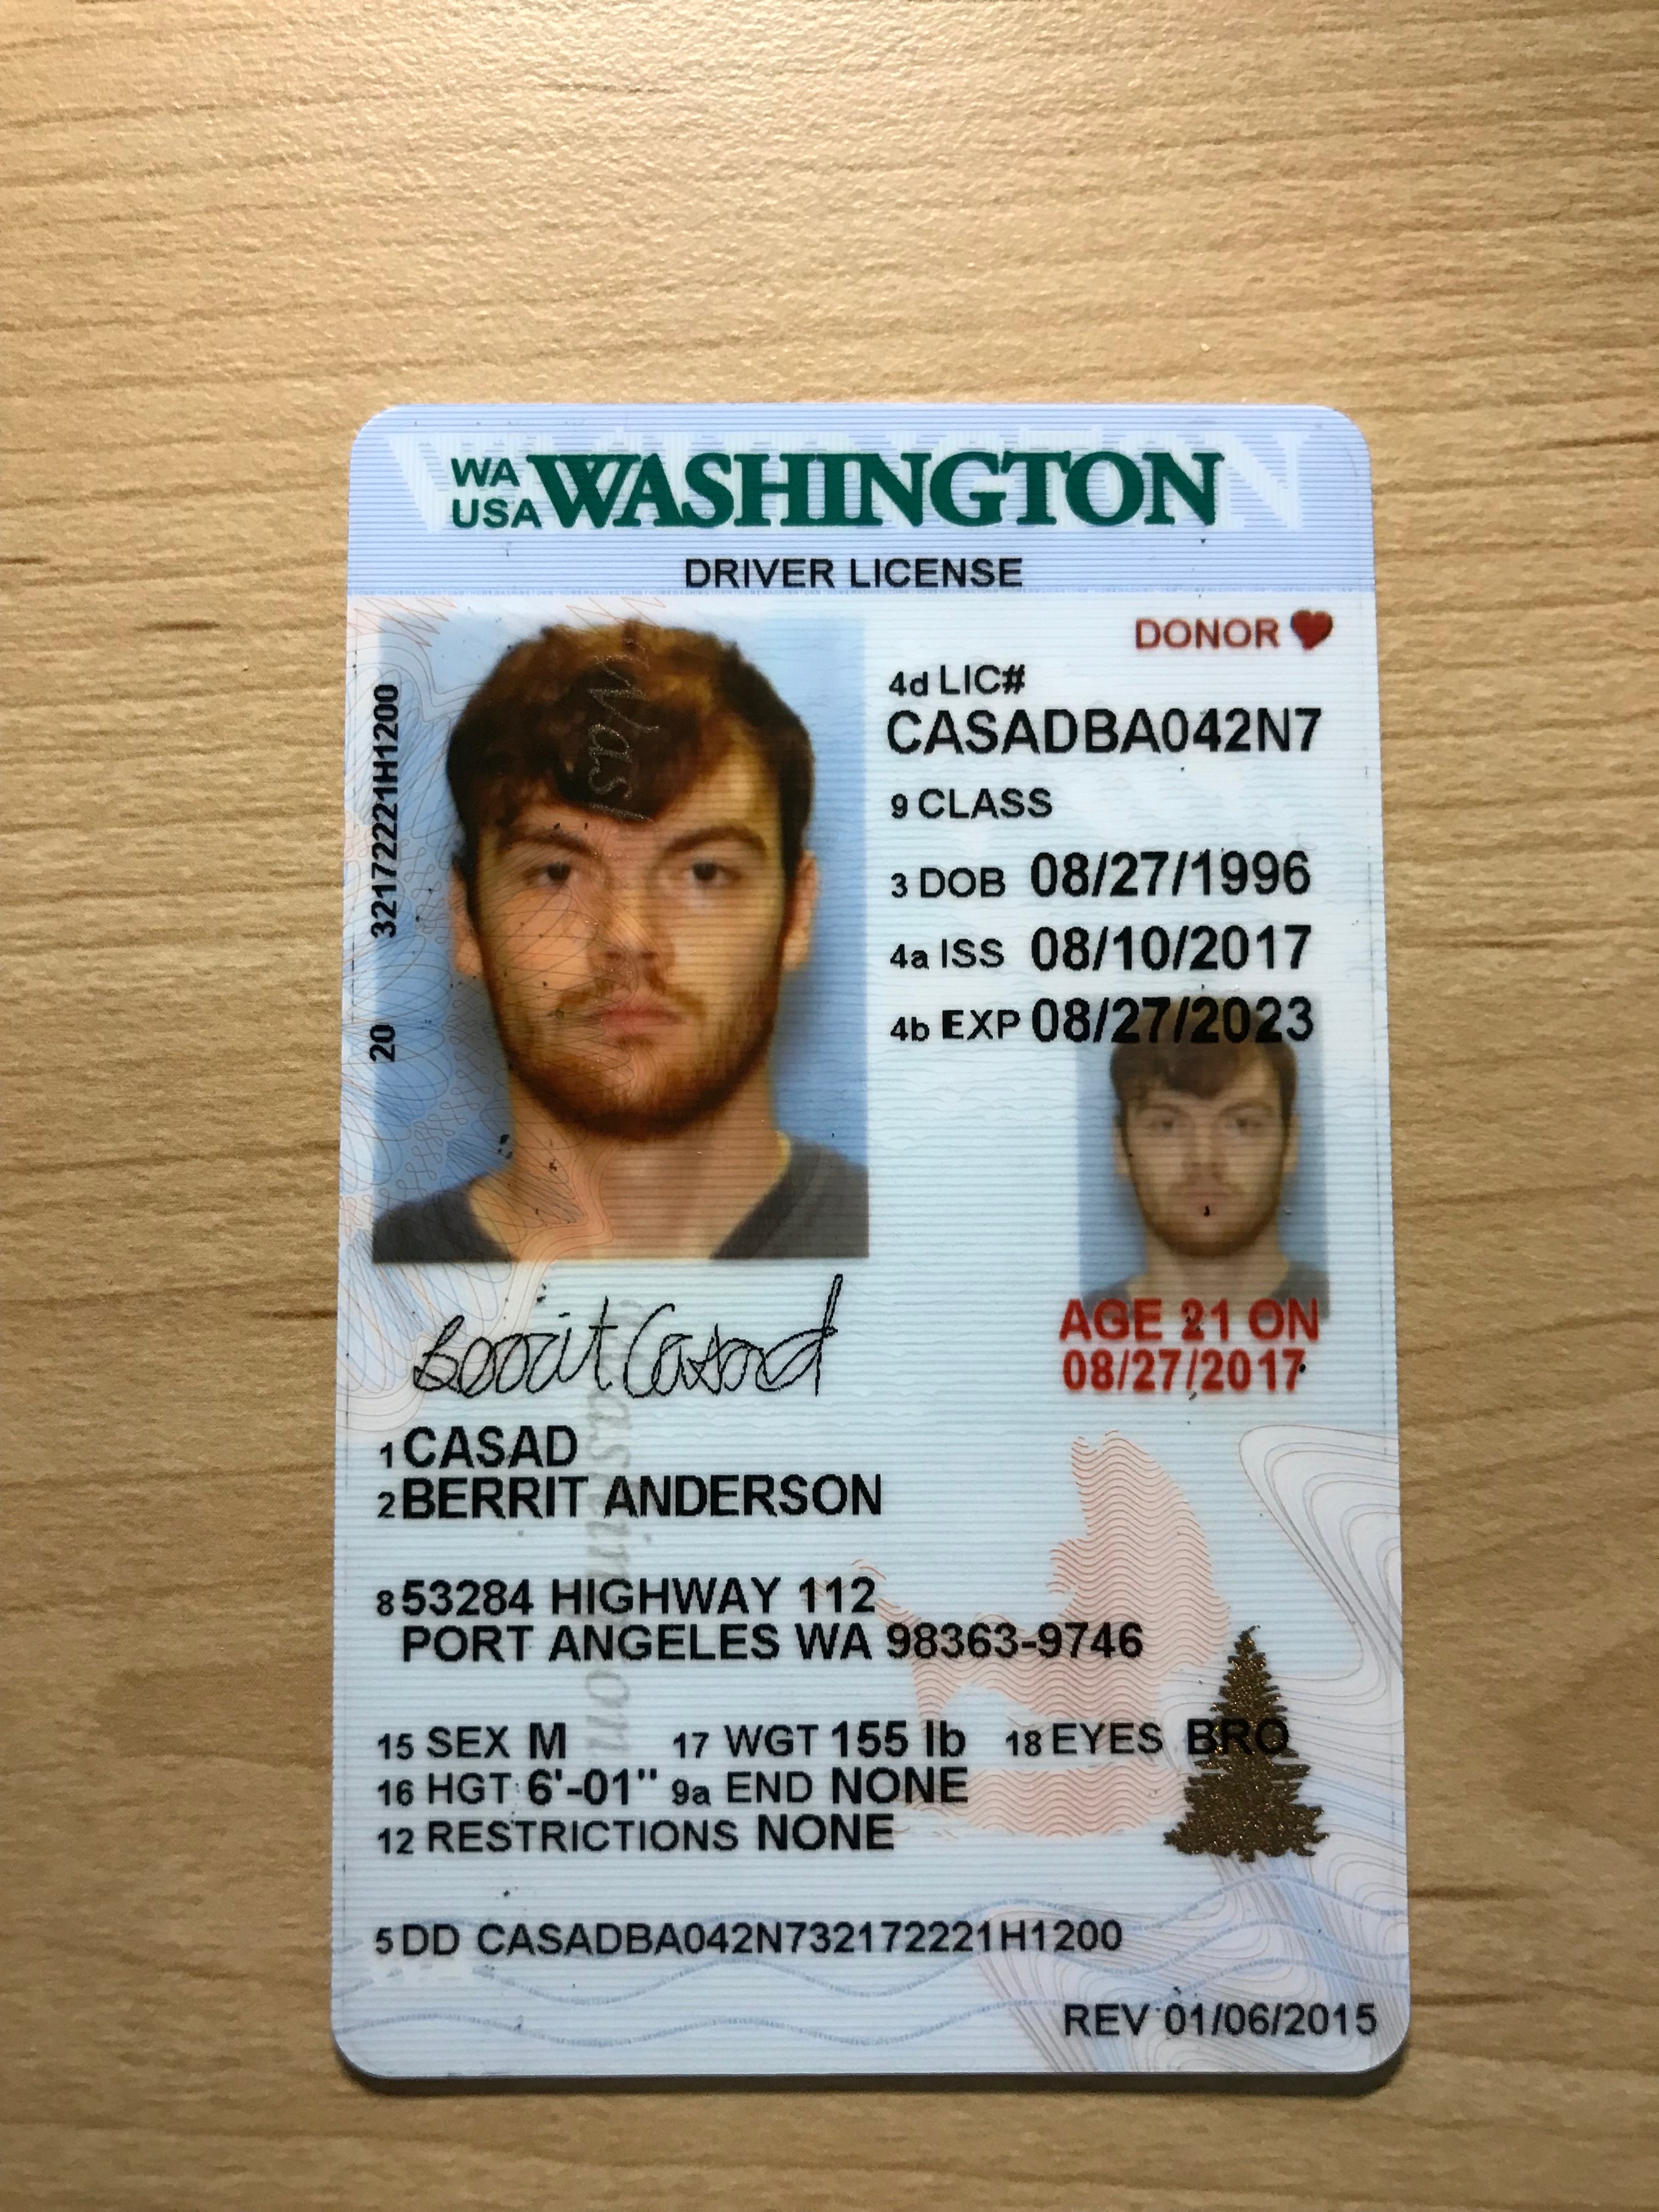 WA USA WASHINGTON
DRIVER LICENSE
DONOR
4d LIC#
CASADBA042N7
9 CLASS
3 DOB 08/27/1996
4a ISS 08/10/2017
4b EXP 08/27/2023
20 32172221H1200
AGE 21 ON
08/27/2017
Berrit Casad
1 CASAD
2 BERRIT ANDERSON
8 53284 HIGHWAY 112
PORT ANGELES WA 98363-9746
15 SEX M 17 WGT 155 lb 18 EYES BRO
16 HGT 6'-01" 9a END NONE
12 RESTRICTIONS NONE
5 DD CASADBA042N732172221H1200
REV 01/06/2015